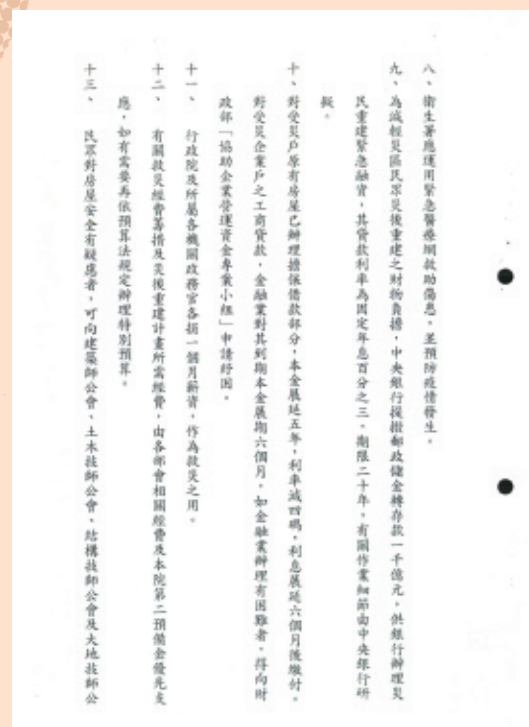 八、衛生署應運用緊急醫療網救助傷患，並預防疫情發生。
九、為減輕災區民眾災後重建之財物負擔，中央銀行提撥郵政儲金轉存款一千億元，供銀行辦理災
民重建緊急融資，其貸款利率為固定年息百分之三，期限二十年，有關作業細節由中央銀行研
擬。
十、對受災戶原有房屋已辦理擔保借款部分，本金展延五年，利率減四碼，利息展延六個月後繳付。
對受災企業戶之工商貸款，金融業對其到期本金展期六個月，如金融業辦理有困難者，得向財
政部「協助企業營運資金專案小組」申請紓困。
十一、 行政院及所屬各機關政務官各捐一個月薪資，作為救災之用。
十二、 有關救災經費籌措及災後重建計畫所需經費，由各部會相關經費及本院第二預備金優先支
應，如有需要再依預算法規定辦理特別預算。
十三、 民眾對房屋安全有疑慮者，可向建築師公會、土木技師公會、結構技師公會及大地技師公